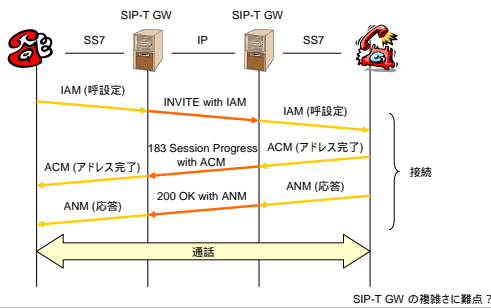 SIP-T GW
SIP-T GW
SS7
IP
SS7
IAM (呼設定)
INVITE with IAM
IAM (呼設定)
183 Session Progress
with ACM
ACM (アドレス完了)
ACM (アドレス完了)
接続
200 OK with ANM
ANM (応答)
ANM (応答)
通話
SIP-T GW の複雑さに難点？